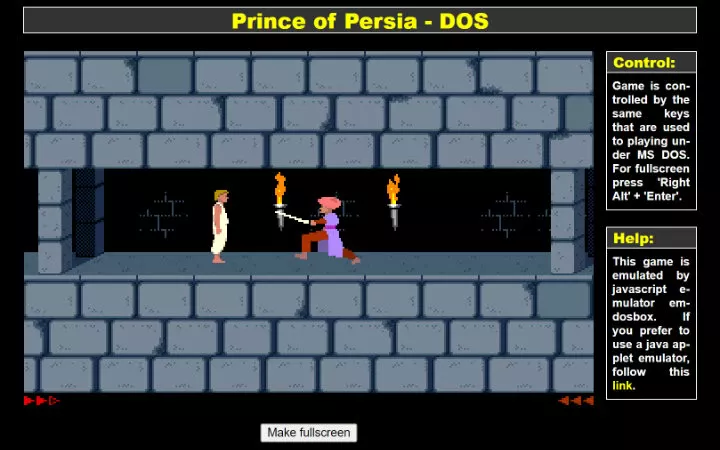 Prince of Persia - DOS
Control:
Game is con-
trolled by the
same keys
that are used
to playing un-
der MS DOS.
For fullscreen
press 'Right
Alt' + 'Enter'.
Help:
This game is
emulated by
javascript e-
mulator em-
dosbox. If
you prefer to
use a java ap-
plet emulator,
follow this
link.
Make fullscreen